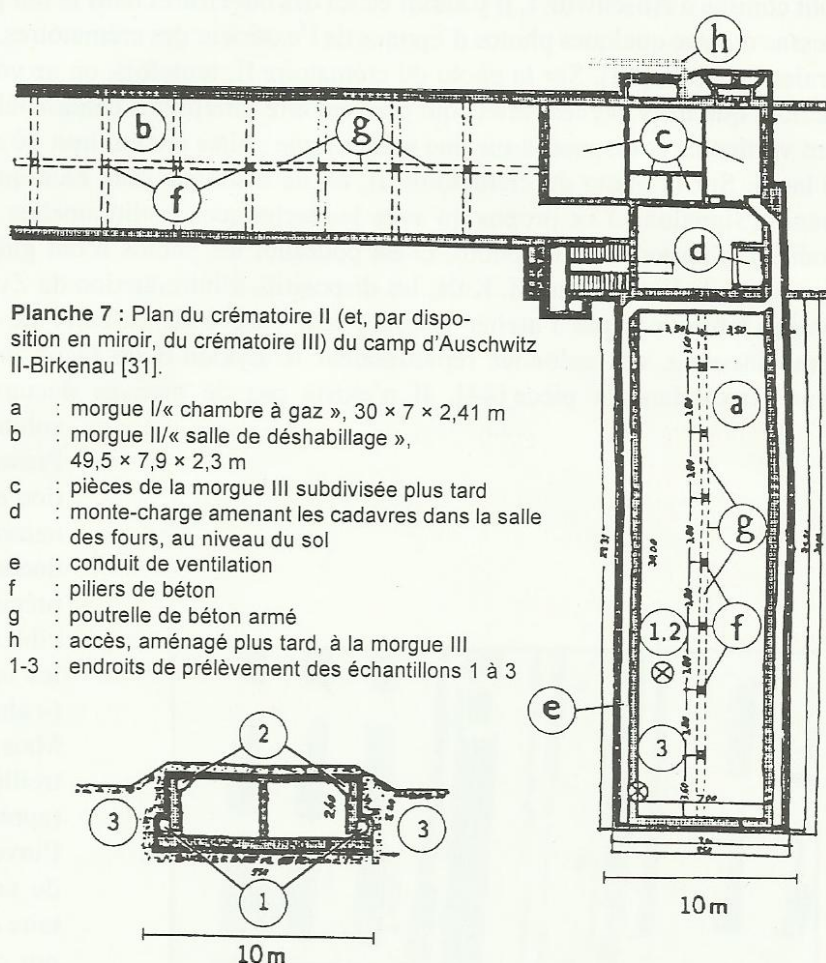 h
b
g
c
f
d
Planche 7 : Plan du crématoire II (et, par dispo-
sition en miroir, du crématoire III) du camp d'Auschwitz
II-Birkenau [31].
a : morgue I/« chambre à gaz », 30 × 7 × 2,41 m
b : morgue II/« salle de déshabillage »,
49,5 × 7,9 × 2,3 m
c : pièces de la morgue III subdivisée plus tard
d : monte-charge amenant les cadavres dans la salle
des fours, au niveau du sol
e : conduit de ventilation
f : piliers de béton
g : poutrelle de béton armé
h : accès, aménagé plus tard, à la morgue III
1-3 : endroits de prélèvement des échantillons 1 à 3
a
g
30,00
1,2
f
e
3
7,00
10 m
2
3
3
1
10 m